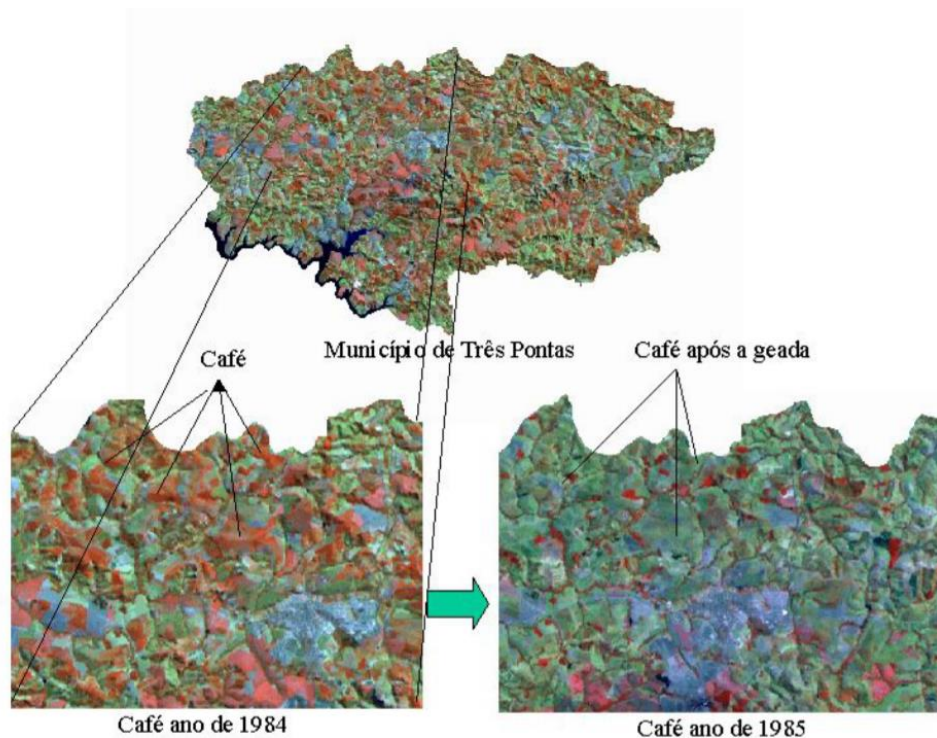 Município de Três Pontas
Café
Café após a geada
Café ano de 1984
Café ano de 1985